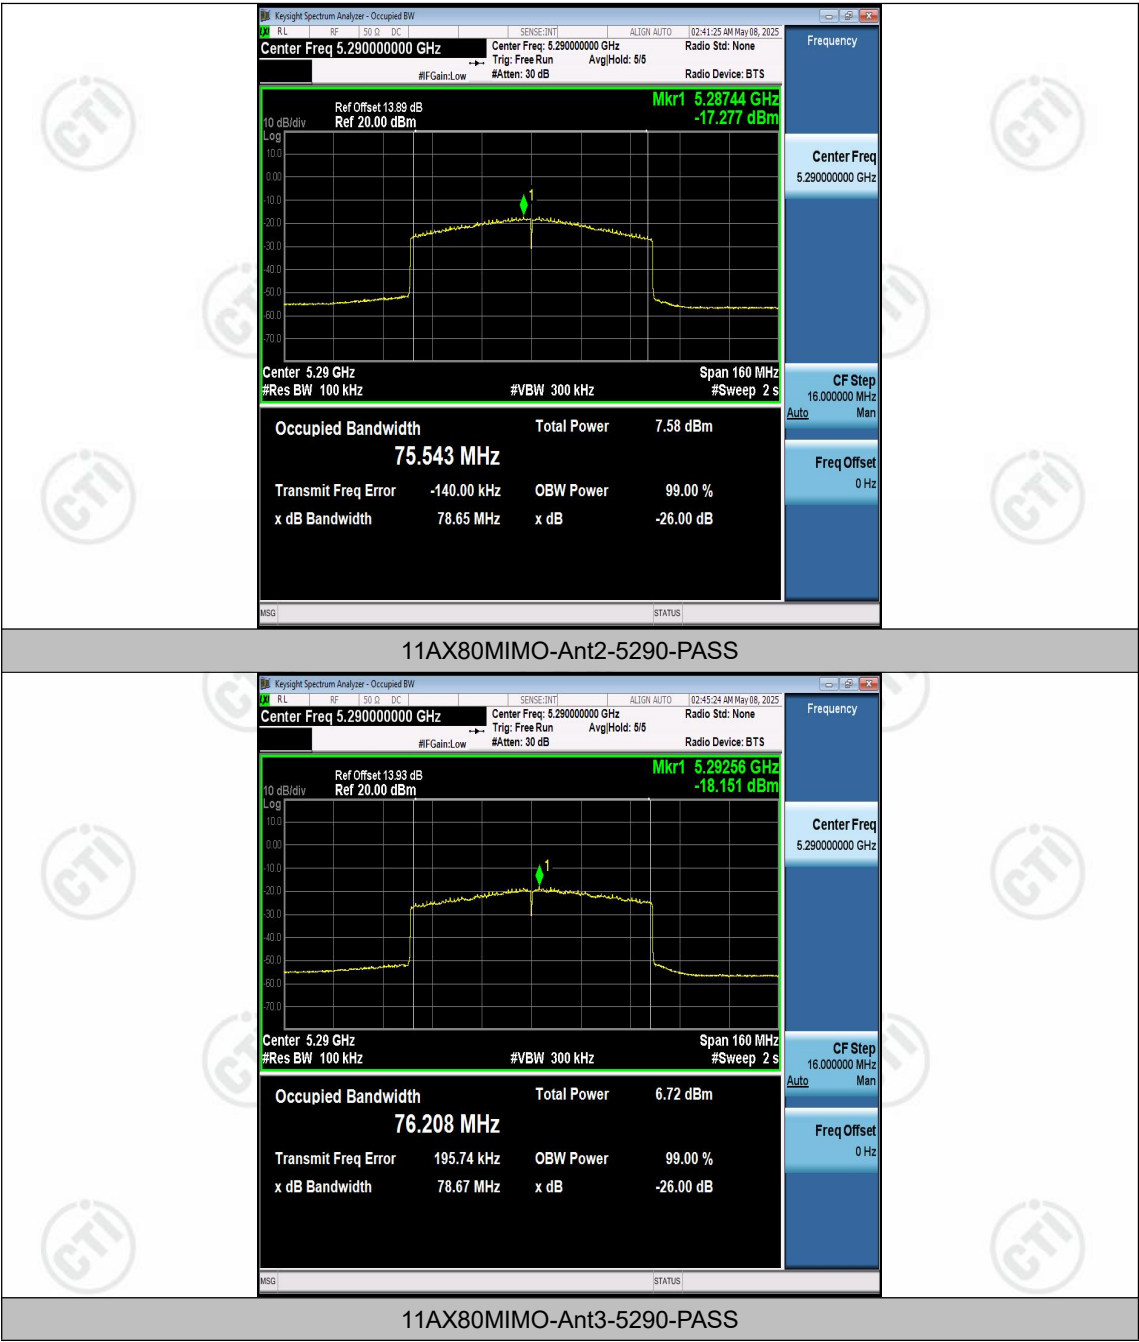 Keysight Spectrum Analyzer - Occupied BW
RL RF 50 Ω DC SENSE:INT ALIGN AUTO 02:41:25 AM May 08, 2025
Center Freq 5.290000000 GHz
Center Freq: 5.290000000 GHz Radio Std: None
Trig: Free Run Avg|Hold: 5/5
#IFGain:Low #Atten: 30 dB Radio Device: BTS
Frequency
Mkr1 5.28744 GHz
-17.277 dBm
Ref Offset 13.89 dB
10 dB/div Ref 20.00 dBm
Log
10.0
0.00
-10.0
-20.0
-30.0
-40.0
-50.0
-60.0
-70.0
1
Center 5.29 GHz Span 160 MHz
#Res BW 100 kHz #VBW 300 kHz #Sweep 2 s
Center Freq
5.290000000 GHz
CF Step
16.000000 MHz
Auto Man
Freq Offset
0 Hz
Occupied Bandwidth Total Power 7.58 dBm
75.543 MHz
Transmit Freq Error -140.00 kHz OBW Power 99.00 %
x dB Bandwidth 78.65 MHz x dB -26.00 dB
MSG STATUS
11AX80MIMO-Ant2-5290-PASS
Keysight Spectrum Analyzer - Occupied BW
RL RF 50 Ω DC SENSE:INT ALIGN AUTO 02:45:24 AM May 08, 2025
Center Freq 5.290000000 GHz
Center Freq: 5.290000000 GHz Radio Std: None
Trig: Free Run Avg|Hold: 5/5
#IFGain:Low #Atten: 30 dB Radio Device: BTS
Frequency
Mkr1 5.29256 GHz
-18.151 dBm
Ref Offset 13.93 dB
10 dB/div Ref 20.00 dBm
Log
10.0
0.00
-10.0
-20.0
-30.0
-40.0
-50.0
-60.0
-70.0
1
Center 5.29 GHz Span 160 MHz
#Res BW 100 kHz #VBW 300 kHz #Sweep 2 s
Center Freq
5.290000000 GHz
CF Step
16.000000 MHz
Auto Man
Freq Offset
0 Hz
Occupied Bandwidth Total Power 6.72 dBm
76.208 MHz
Transmit Freq Error 195.74 kHz OBW Power 99.00 %
x dB Bandwidth 78.67 MHz x dB -26.00 dB
MSG STATUS
11AX80MIMO-Ant3-5290-PASS
CTI
CTI
CTI
CTI
CTI
CTI
CTI
CTI
CTI
CTI